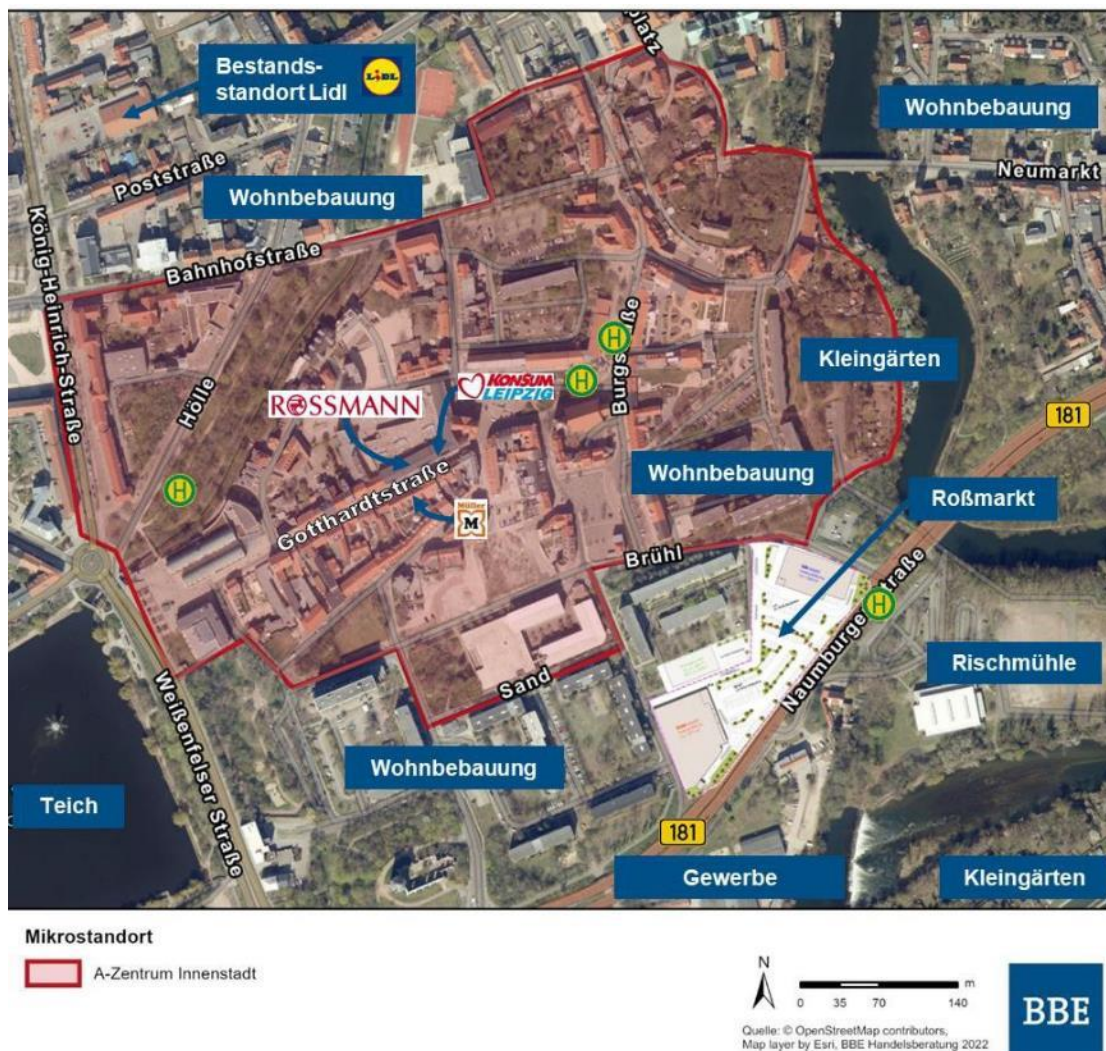 platz
Bestands-
standort Lidl
LiDL
Wohnbebauung
Poststraße
Neumarkt
Wohnbebauung
König-Heinrich-Straße
Bahnhofstraße
H
Kleingärten
Hölle
ROSSMANN
KONSUM
LEIPZIG
H
Burgstraße
181
H
Wohnbebauung
Roßmarkt
Gotthardtstraße
Müller
M
Brühl
H
Naumburger Straße
Rischmühle
Sand
Weißenfelser Straße
Wohnbebauung
Teich
181
Gewerbe
Kleingärten
Mikrostandort
A-Zentrum Innenstadt
N
m
0 35 70 140
Quelle: © OpenStreetMap contributors,
Map layer by Esri, BBE Handelsberatung 2022
BBE